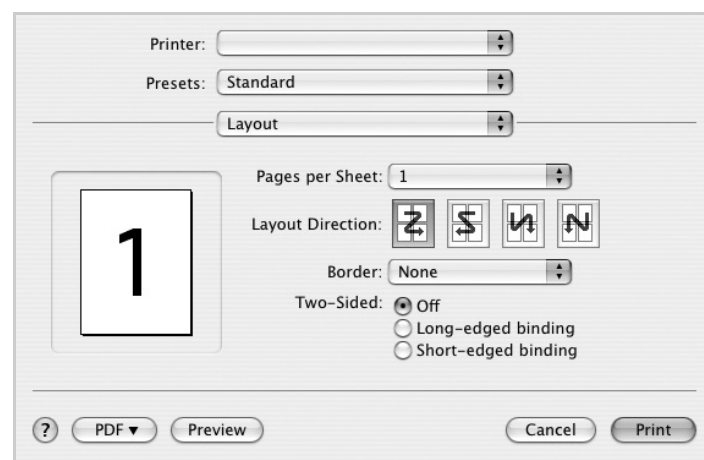 Printer:
Presets: Standard
Layout
Pages per Sheet: 1
1
Layout Direction:
Border: None
Two-Sided: Off
Long-edged binding
Short-edged binding
? PDF▼ Preview Cancel Print